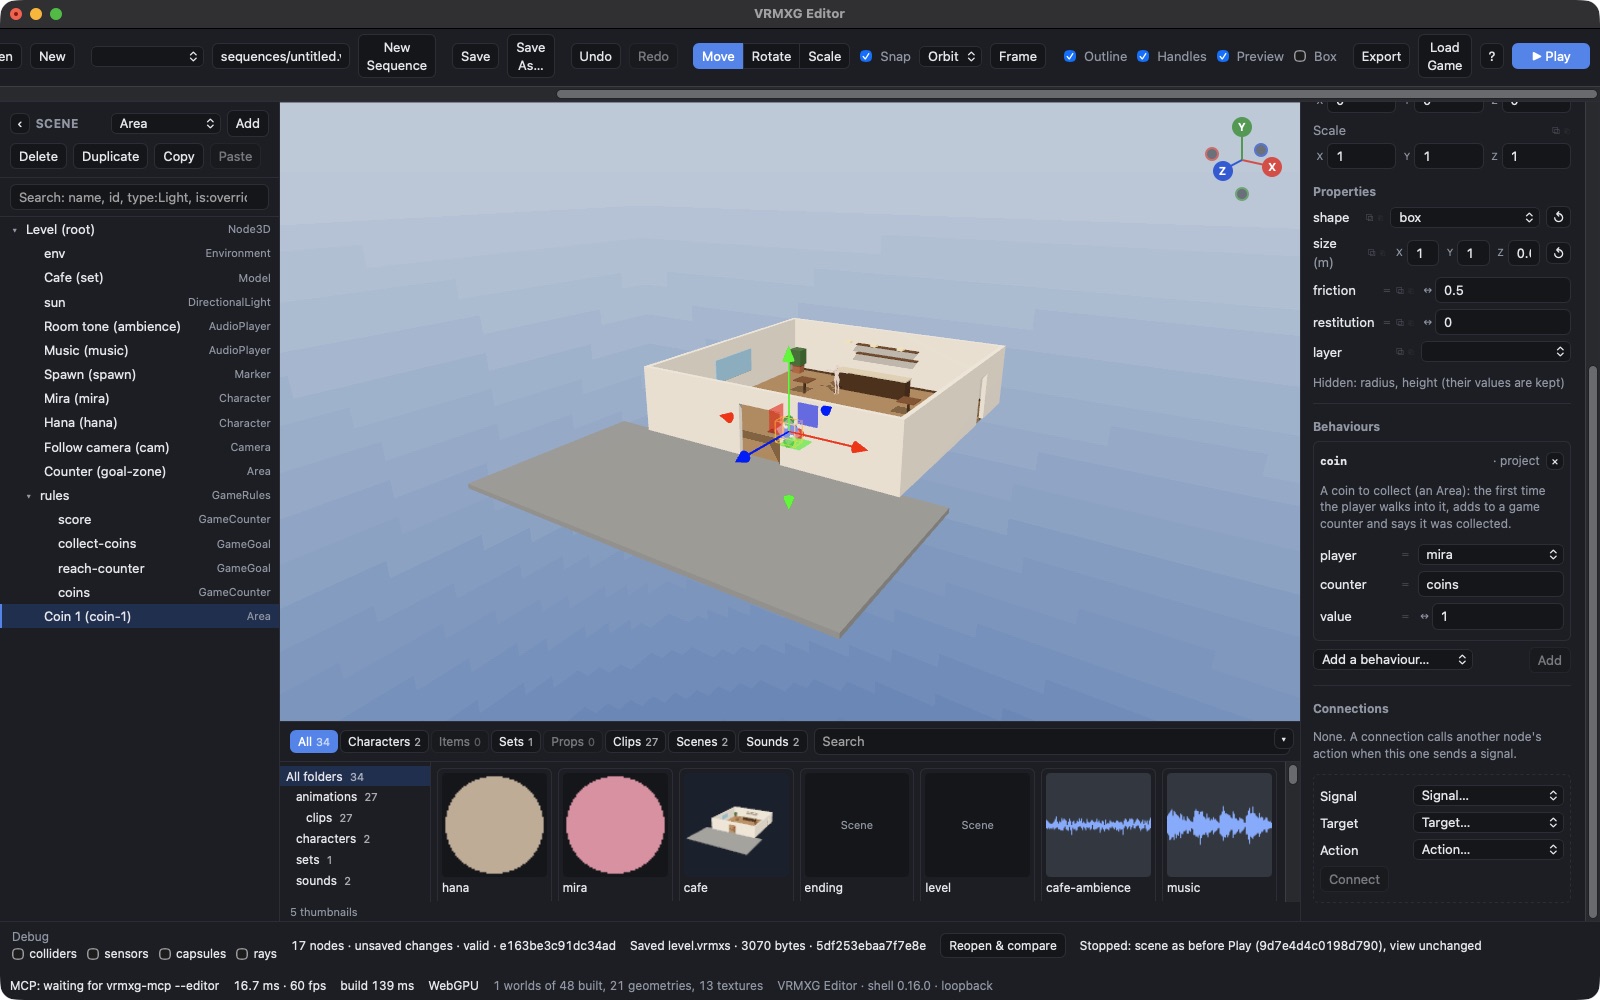 VRMXG Editor
en New sequences/untitled. New Sequence Save Save As... Undo Redo Move Rotate Scale Snap Orbit Frame Outline Handles Preview Box Export Load Game ? Play
‹ SCENE Area Add
Delete Duplicate Copy Paste
Search: name, id, type:Light, is:overric
Level (root) Node3D
env Environment
Cafe (set) Model
sun DirectionalLight
Room tone (ambience) AudioPlayer
Music (music) AudioPlayer
Spawn (spawn) Marker
Mira (mira) Character
Hana (hana) Character
Follow camera (cam) Camera
Counter (goal-zone) Area
rules GameRules
score GameCounter
collect-coins GameGoal
reach-counter GameGoal
coins GameCounter
Coin 1 (coin-1) Area
Y
X
Z
Scale
X 1 Y 1 Z 1
Properties
shape box
size (m) X 1 Y 1 Z 0.
friction = 0.5
restitution = 0
layer
Hidden: radius, height (their values are kept)
Behaviours
coin · project ×
A coin to collect (an Area): the first time
the player walks into it, adds to a game
counter and says it was collected.
player = mira
counter = coins
value = 1
Add a behaviour... Add
Connections
None. A connection calls another node's
action when this one sends a signal.
Signal Signal...
Target Target...
Action Action...
Connect
All 34 Characters 2 Items 0 Sets 1 Props 0 Clips 27 Scenes 2 Sounds 2 Search
All folders 34
animations 27
clips 27
characters 2
sets 1
sounds 2
Scene Scene
hana mira cafe ending level cafe-ambience music
5 thumbnails
Debug
colliders sensors capsules rays 17 nodes · unsaved changes · valid · e163be3c91dc34ad Saved level.vrmxs · 3070 bytes · 5df253ebaa7f7e8e Reopen & compare Stopped: scene as before Play (9d7e4d4c0198d790), view unchanged
MCP: waiting for vrmxg-mcp --editor 16.7 ms · 60 fps build 139 ms WebGPU 1 worlds of 48 built, 21 geometries, 13 textures VRMXG Editor · shell 0.16.0 · loopback